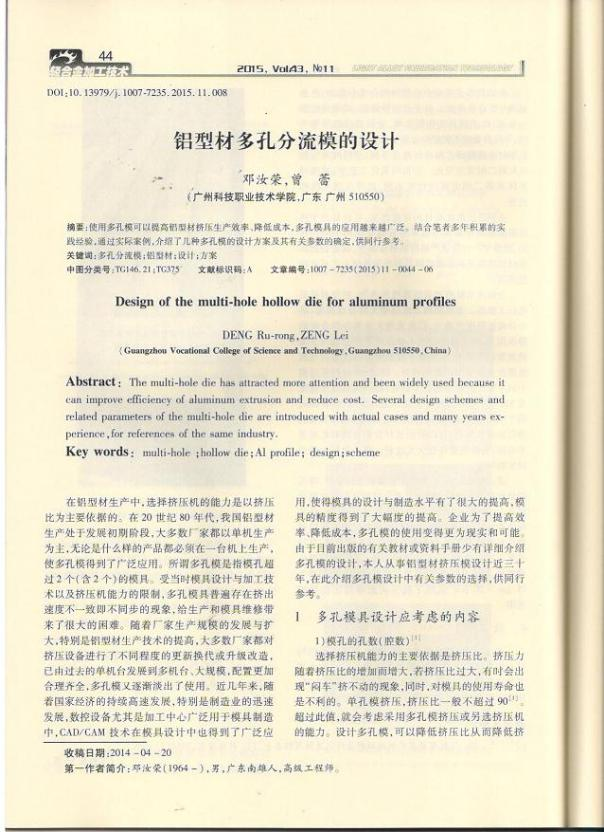 44
轻合金加工技术
2015, Vol.43, №11
LIGHT ALLOY FABRICATION TECHNOLOGY
DOI:10.13979/j.1007-7235.2015.11.008
铝型材多孔分流模的设计
邓汝荣,曾 蕾
(广州科技职业技术学院,广东 广州 510550)
摘要:使用多孔模可以提高铝型材挤压生产效率、降低成本,多孔模具的应用越来越广泛。结合笔者多年积累的实
践经验,通过实际案例,介绍了几种多孔模的设计方案及其有关参数的确定,供同行参考。
关键词:多孔分流模;铝型材;设计;方案
中图分类号:TG146.21;TG375 文献标识码:A 文章编号:1007-7235(2015)11-0044-06
Design of the multi-hole hollow die for aluminum profiles
DENG Ru-rong,ZENG Lei
(Guangzhou Vocational College of Science and Technology,Guangzhou 510550,China)
Abstract: The multi-hole die has attracted more attention and been widely used because it
can improve efficiency of aluminum extrusion and reduce cost. Several design schemes and
related parameters of the multi-hole die are introduced with actual cases and many years ex-
perience,for references of the same industry.
Key words: multi-hole ;hollow die;Al profile; design;scheme
在铝型材生产中,选择挤压机的能力是以挤压
比为主要依据的。在 20 世纪 80 年代,我国铝型材
生产处于发展初期阶段,大多数厂家都以单机生产
为主,无论是什么样的产品都必须在一台机上生产,
使多孔模得到了广泛应用。所谓多孔模是指模孔超
过 2 个(含 2 个)的模具。受当时模具设计与加工技
术以及挤压机能力的限制,多孔模具普遍存在挤出
速度不一致即不同步的现象,给生产和模具维修带
来了很大的困难。随着厂家生产规模的发展与扩
大,特别是铝型材生产技术的提高,大多数厂家都对
挤压设备进行了不同程度的更新换代或升级改造,
已由过去的单机台发展到多机台、大规模,配置更加
合理齐全,多孔模又逐渐淡出了使用。近几年来,随
着国家经济的持续高速发展,特别是制造业的迅速
发展,数控设备尤其是加工中心广泛用于模具制造
中,CAD/CAM 技术在模具设计中也得到了广泛应
用,使得模具的设计与制造水平有了很大的提高,模
具的精度得到了大幅度的提高。企业为了提高效
率、降低成本,多孔模的使用变得更为现实和可能。
由于目前出版的有关教材或资料手册少有详细介绍
多孔模的设计,本人从事铝型材挤压模设计近三十
年,在此介绍多孔模设计中有关参数的选择,供同行
参考。
1 多孔模具设计应考虑的内容
1)模孔的孔数(腔数)[1]
选择挤压机能力的主要依据是挤压比。挤压力
随着挤压比的增加而增大,若挤压比过大,有时会出
现"闷车"挤不动的现象,同时,对模具的使用寿命也
是不利的。单孔模挤压,挤压比一般不超过 90[1]。
超过此值,就会考虑采用多孔模挤压或另选挤压机
的能力。设计多孔模,可以降低挤压比从而降低挤
收稿日期:2014-04-20
第一作者简介:邓汝荣(1964-),男,广东南雄人,高级工程师。